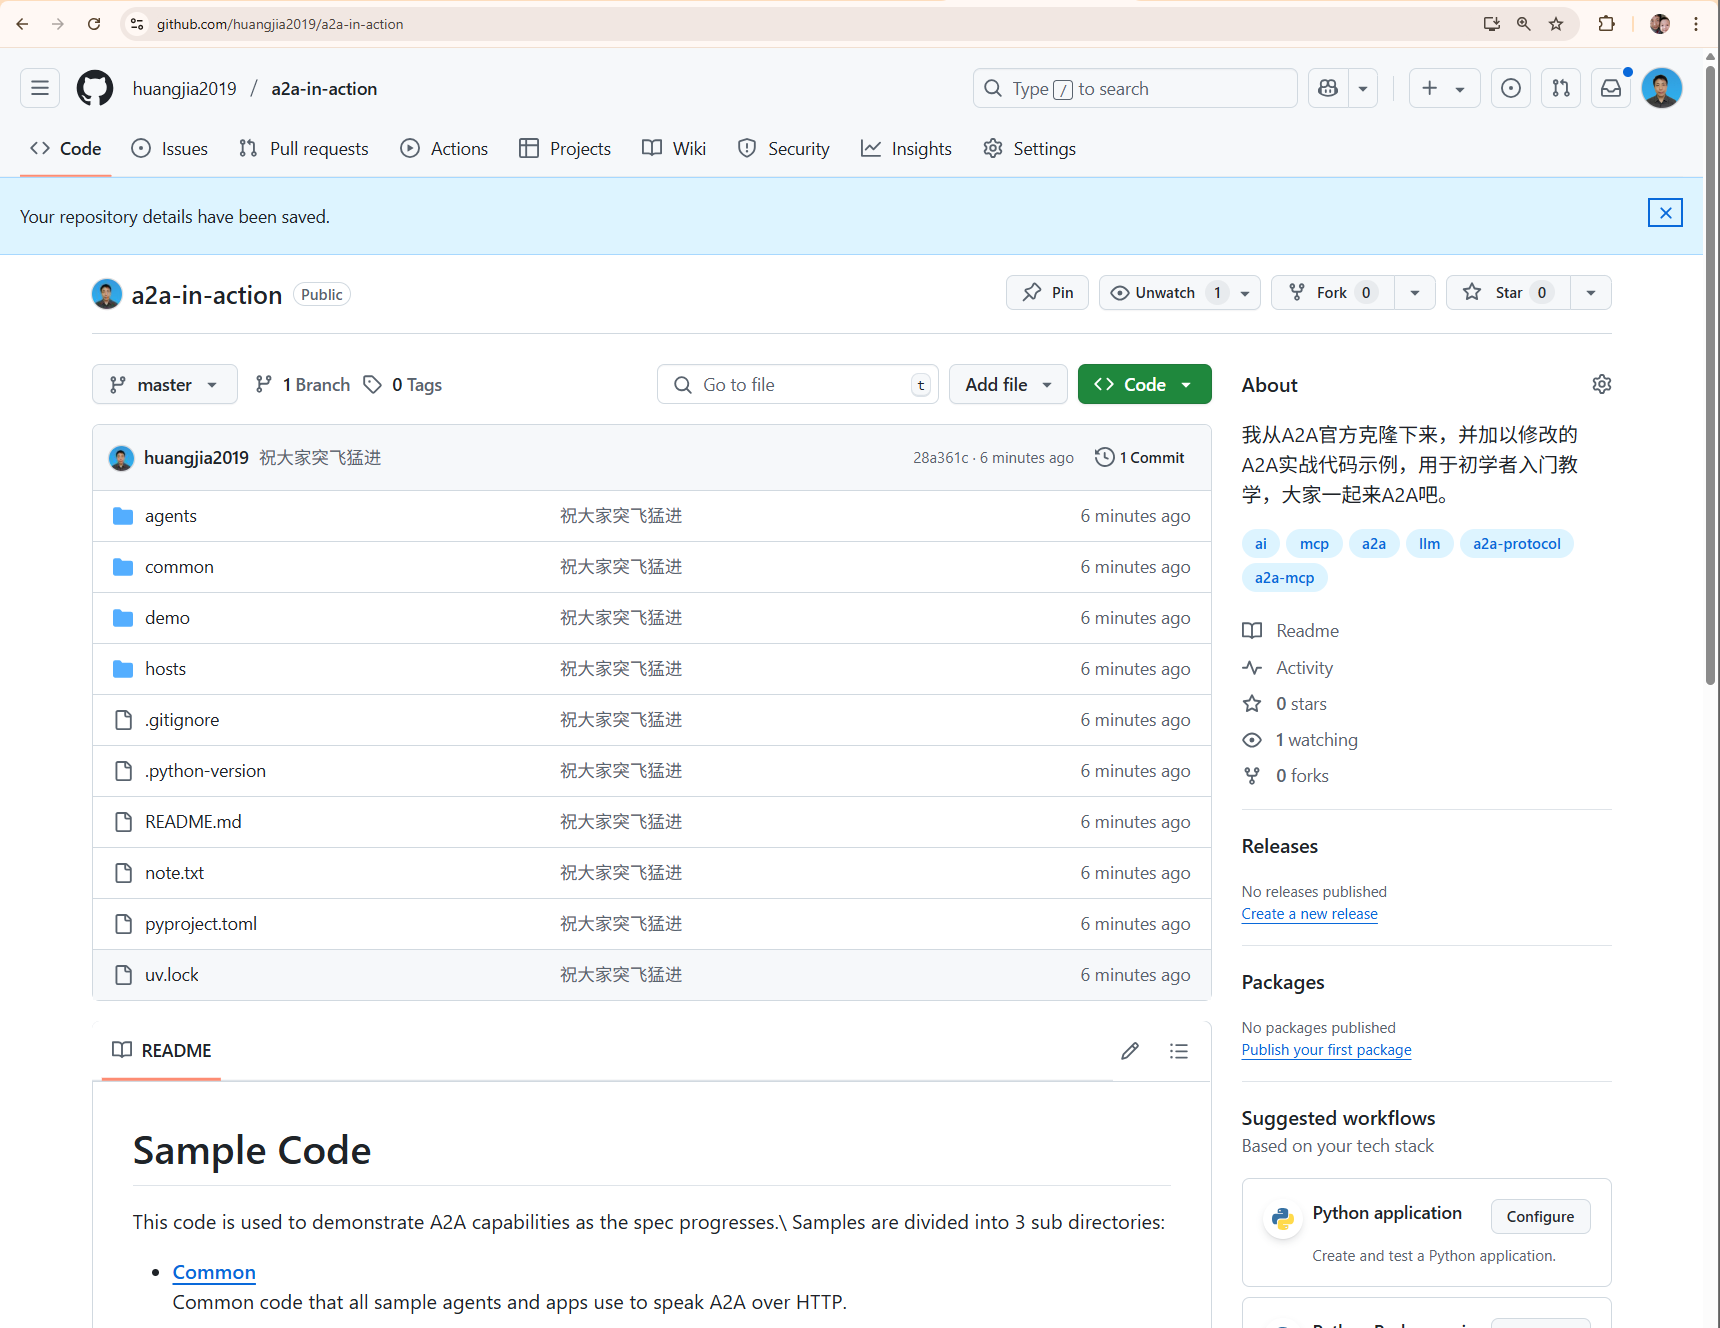 github.com/huangjia2019/a2a-in-action
huangjia2019 / a2a-in-action
Type / to search
Code Issues Pull requests Actions Projects Wiki Security Insights Settings
Your repository details have been saved.
a2a-in-action Public
Pin Unwatch 1 Fork 0 Star 0
master 1 Branch 0 Tags
Go to file t Add file Code
huangjia2019 祝大家突飞猛进 28a361c · 6 minutes ago 1 Commit
agents 祝大家突飞猛进 6 minutes ago
common 祝大家突飞猛进 6 minutes ago
demo 祝大家突飞猛进 6 minutes ago
hosts 祝大家突飞猛进 6 minutes ago
.gitignore 祝大家突飞猛进 6 minutes ago
.python-version 祝大家突飞猛进 6 minutes ago
README.md 祝大家突飞猛进 6 minutes ago
note.txt 祝大家突飞猛进 6 minutes ago
pyproject.toml 祝大家突飞猛进 6 minutes ago
uv.lock 祝大家突飞猛进 6 minutes ago
README
Sample Code
This code is used to demonstrate A2A capabilities as the spec progresses.\ Samples are divided into 3 sub directories:
• Common
Common code that all sample agents and apps use to speak A2A over HTTP.
About
我从A2A官方克隆下来，并加以修改的
A2A实战代码示例，用于初学者入门教
学，大家一起来A2A吧。
ai mcp a2a llm a2a-protocol
a2a-mcp
Readme
Activity
0 stars
1 watching
0 forks
Releases
No releases published
Create a new release
Packages
No packages published
Publish your first package
Suggested workflows
Based on your tech stack
Python application Configure
Create and test a Python application.